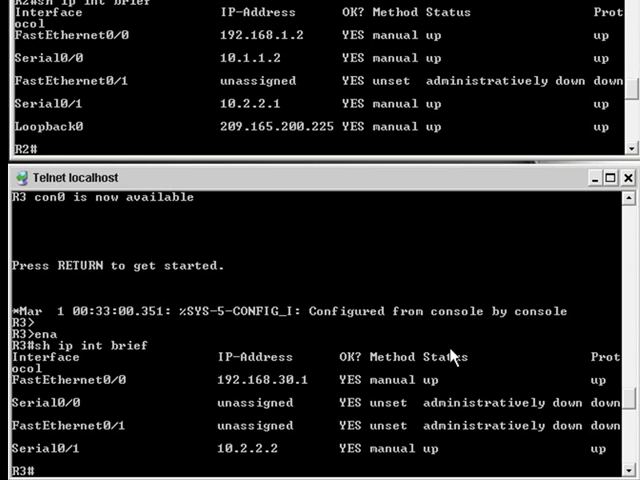 R2#sh ip int brief
Interface IP-Address OK? Method Status Prot
ocol
FastEthernet0/0 192.168.1.2 YES manual up up
Serial0/0 10.1.1.2 YES manual up up
FastEthernet0/1 unassigned YES unset administratively down down
Serial0/1 10.2.2.1 YES manual up up
Loopback0 209.165.200.225 YES manual up up
R2#
Telnet localhost
R3 con0 is now available
Press RETURN to get started.
*Mar 1 00:33:00.351: %SYS-5-CONFIG_I: Configured from console by console
R3>
R3>ena
R3#sh ip int brief
Interface IP-Address OK? Method Status Prot
ocol
FastEthernet0/0 192.168.30.1 YES manual up up
Serial0/0 unassigned YES unset administratively down down
FastEthernet0/1 unassigned YES unset administratively down down
Serial0/1 10.2.2.2 YES manual up up
R3#